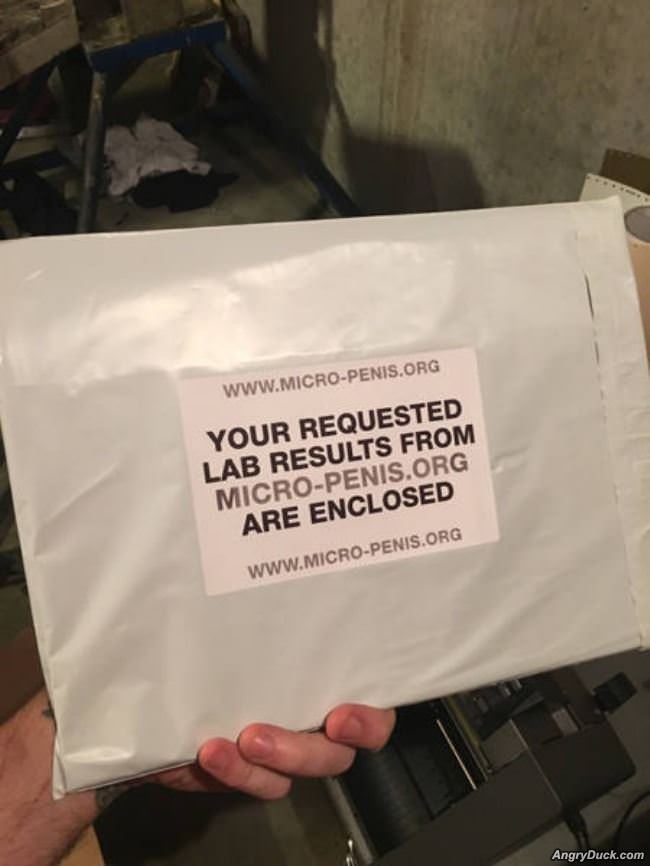 WWW.MICRO-PENIS.ORG
YOUR REQUESTED
LAB RESULTS FROM
MICRO-PENIS.ORG
ARE ENCLOSED
WWW.MICRO-PENIS.ORG
AngryDuck.com